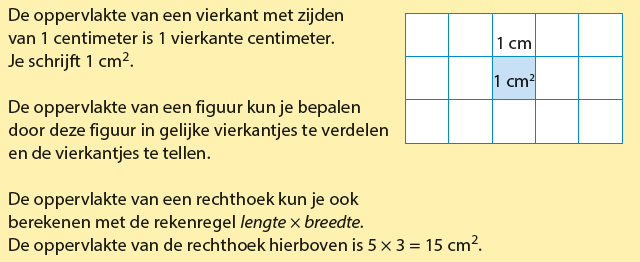 De oppervlakte van een vierkant met zijden
van 1 centimeter is 1 vierkante centimeter.
Je schrijft 1 cm².
1 cm
1 cm²
De oppervlakte van een figuur kun je bepalen
door deze figuur in gelijke vierkantjes te verdelen
en de vierkantjes te tellen.
De oppervlakte van een rechthoek kun je ook
berekenen met de rekenregel lengte × breedte.
De oppervlakte van de rechthoek hierboven is 5 × 3 = 15 cm².